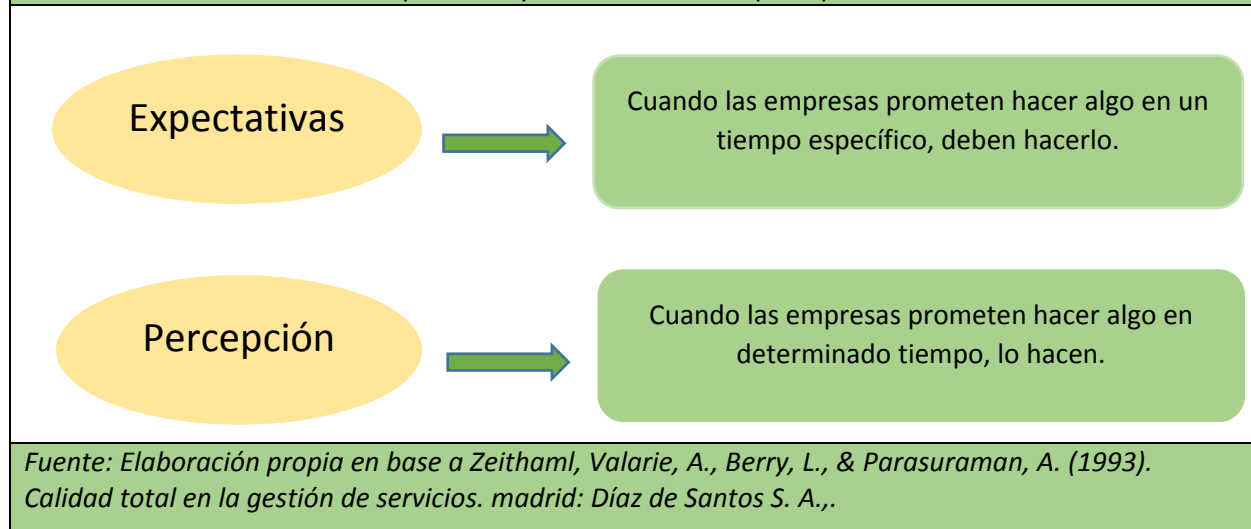 Expectativas
Cuando las empresas prometen hacer algo en un
tiempo específico, deben hacerlo.
Percepción
Cuando las empresas prometen hacer algo en
determinado tiempo, lo hacen.
Fuente: Elaboración propia en base a Zeithaml, Valarie, A., Berry, L., & Parasuraman, A. (1993).
Calidad total en la gestión de servicios. madrid: Díaz de Santos S. A.,.